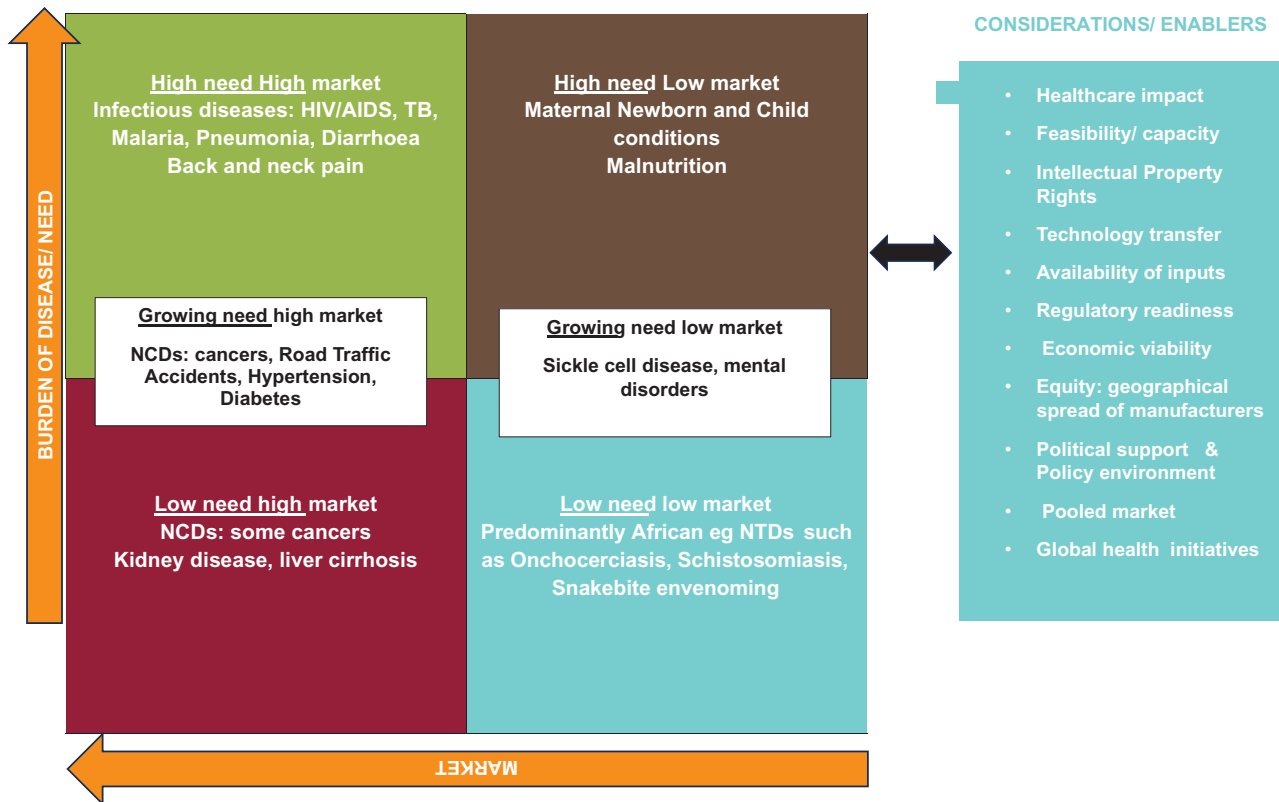 CONSIDERATIONS/ ENABLERS
BURDEN OF DISEASE/ NEED
High need High market
Infectious diseases: HIV/AIDS, TB,
Malaria, Pneumonia, Diarrhoea
Back and neck pain
High need Low market
Maternal Newborn and Child
conditions
Malnutrition
Growing need high market
NCDs: cancers, Road Traffic
Accidents, Hypertension,
Diabetes
Growing need low market
Sickle cell disease, mental
disorders
Low need high market
NCDs: some cancers
Kidney disease, liver cirrhosis
Low need low market
Predominantly African eg NTDs such
as Onchocerciasis, Schistosomiasis,
Snakebite envenoming
MARKET
• Healthcare impact
• Feasibility/ capacity
• Intellectual Property
Rights
• Technology transfer
• Availability of inputs
• Regulatory readiness
• Economic viability
• Equity: geographical
spread of manufacturers
• Political support &
Policy environment
• Pooled market
• Global health initiatives